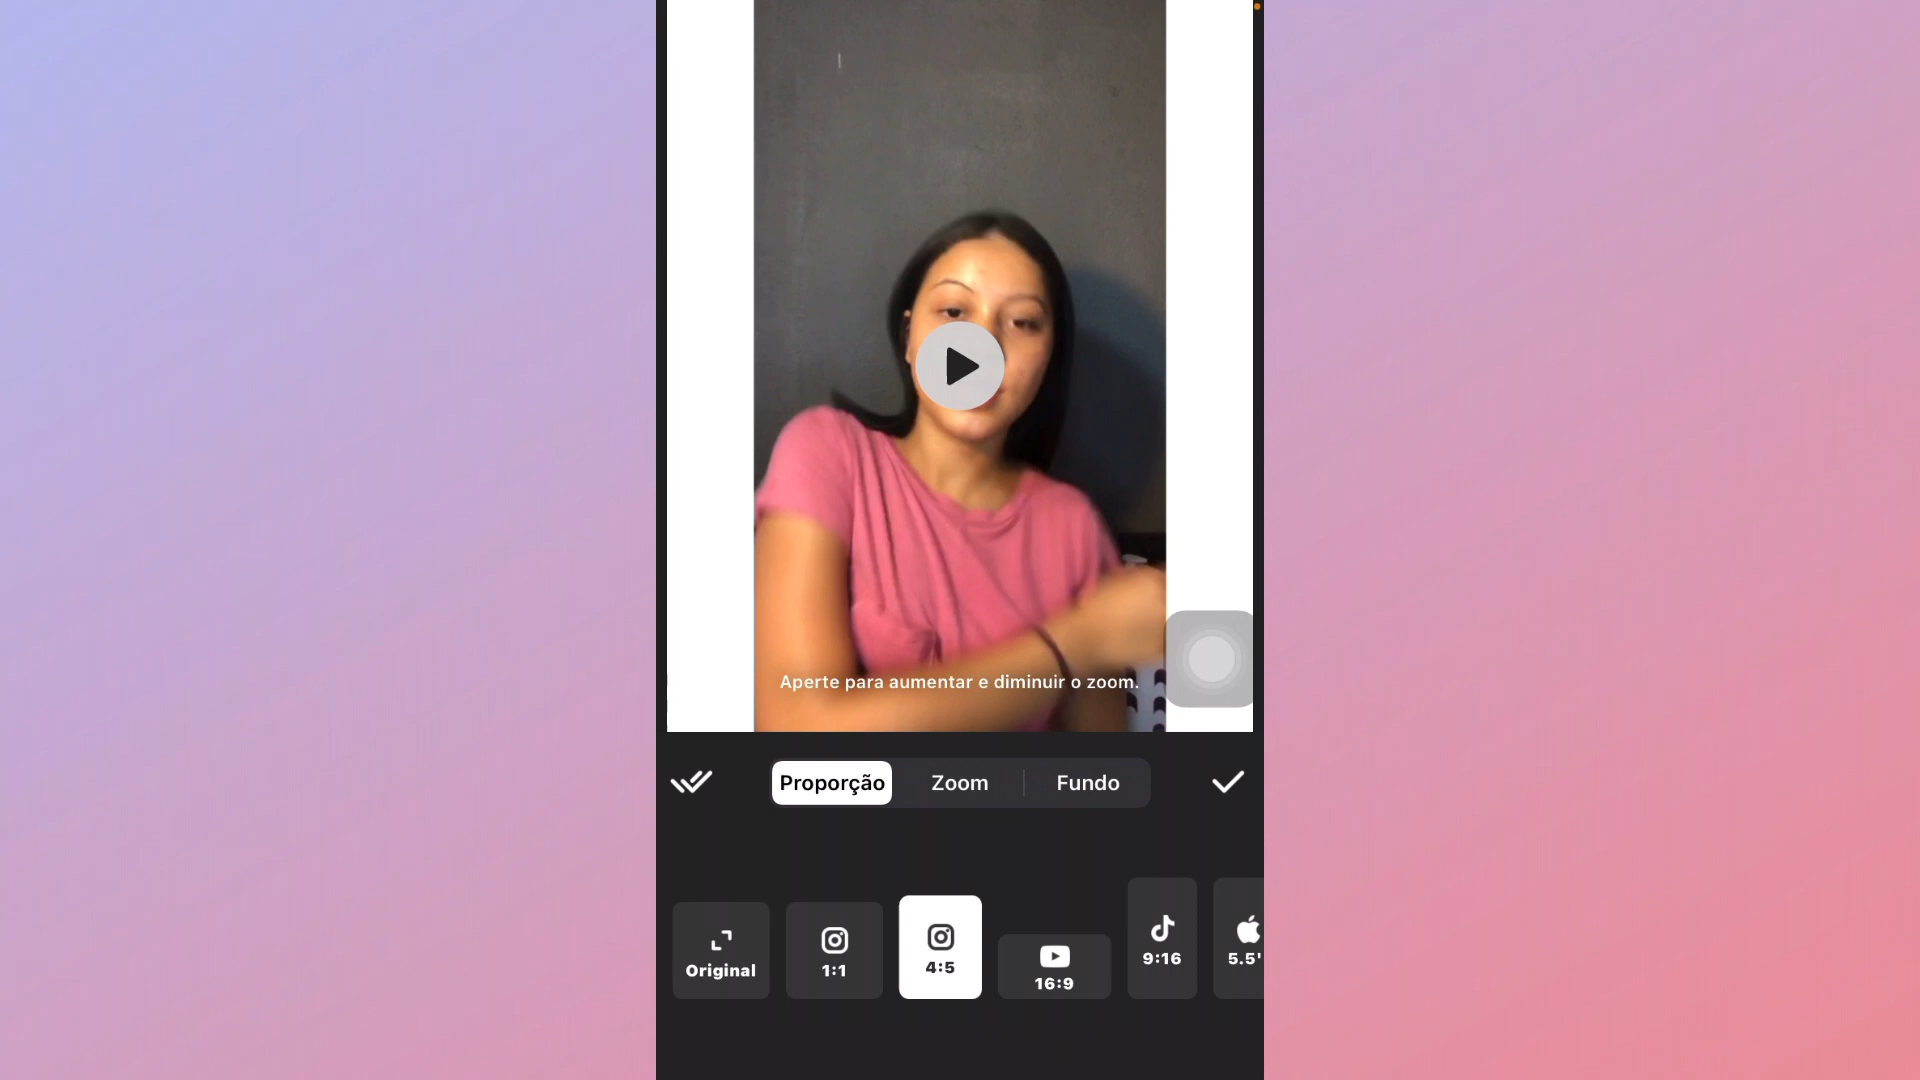 Aperte para aumentar e diminuir o zoom.
Proporção Zoom Fundo
Original 1:1 4:5 16:9 9:16 5.5'